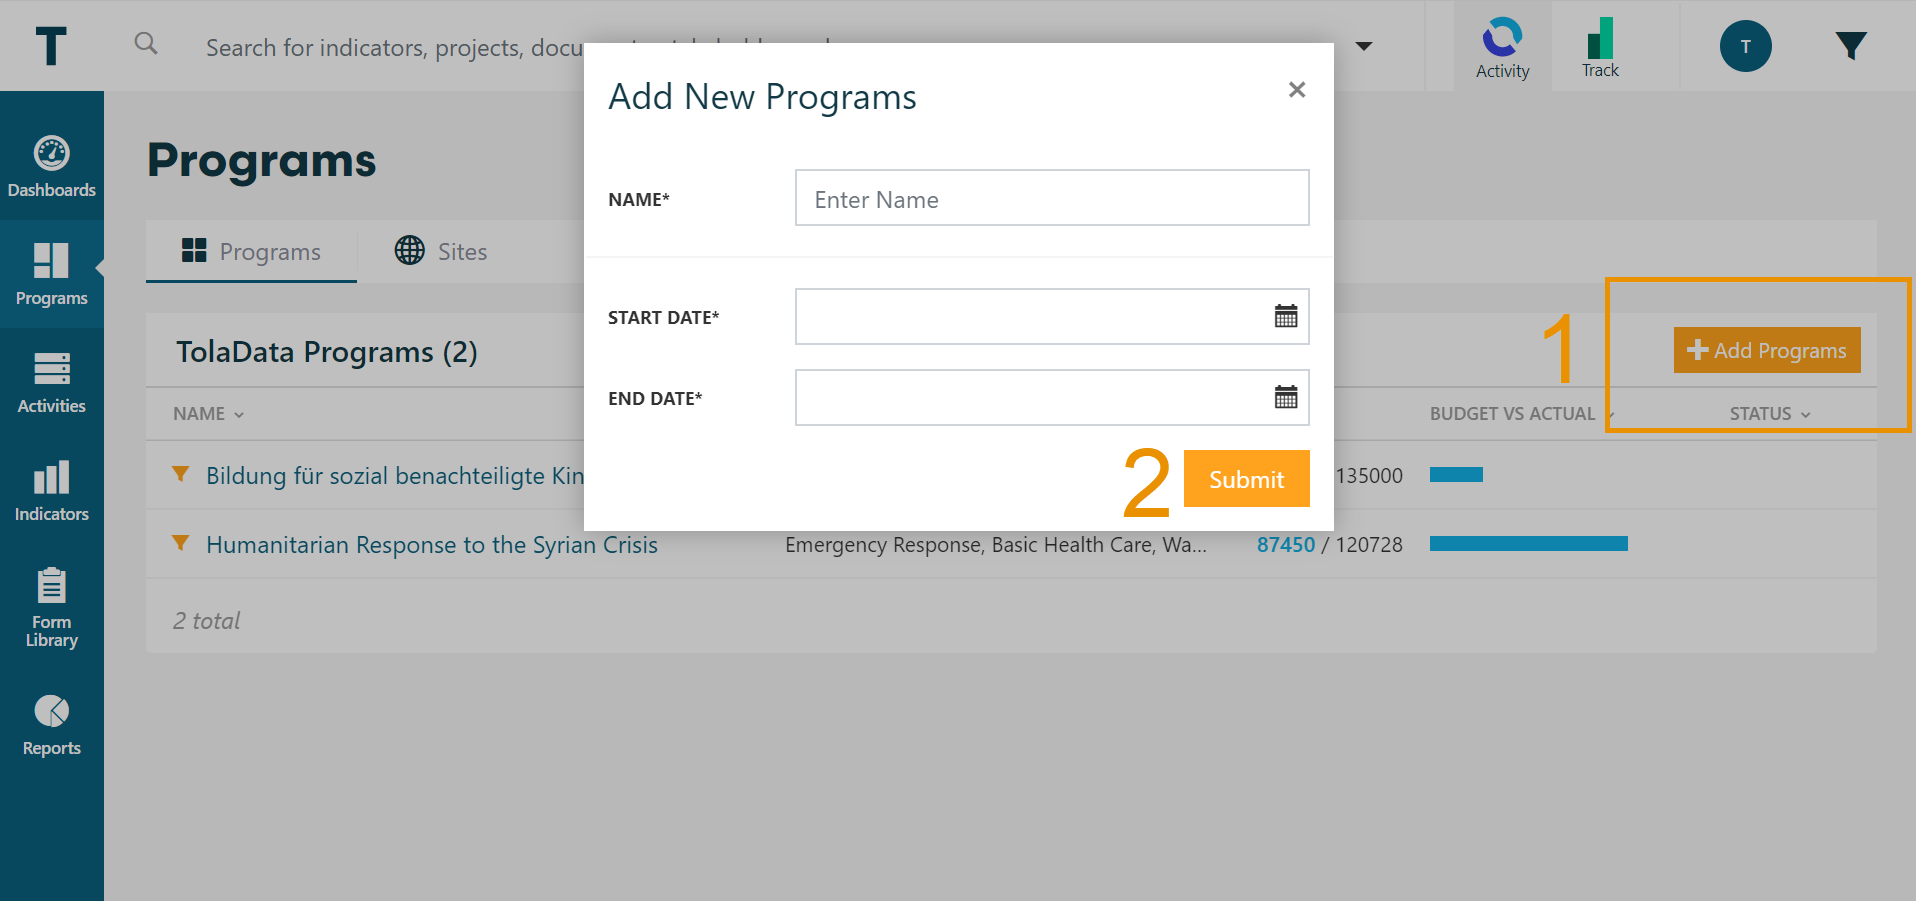 T
Search for indicators, projects, docu
Activity
Track
T
Add New Programs
×
NAME*
Enter Name
START DATE*
END DATE*
2
Submit
Dashboards
Programs
Activities
Indicators
Form
Library
Reports
Programs
Programs
Sites
TolaData Programs (2)
1
Add Programs
NAME
BUDGET VS ACTUAL
STATUS
Bildung für sozial benachteiligte Kin
135000
Humanitarian Response to the Syrian Crisis
Emergency Response, Basic Health Care, Wa...
87450 / 120728
2 total